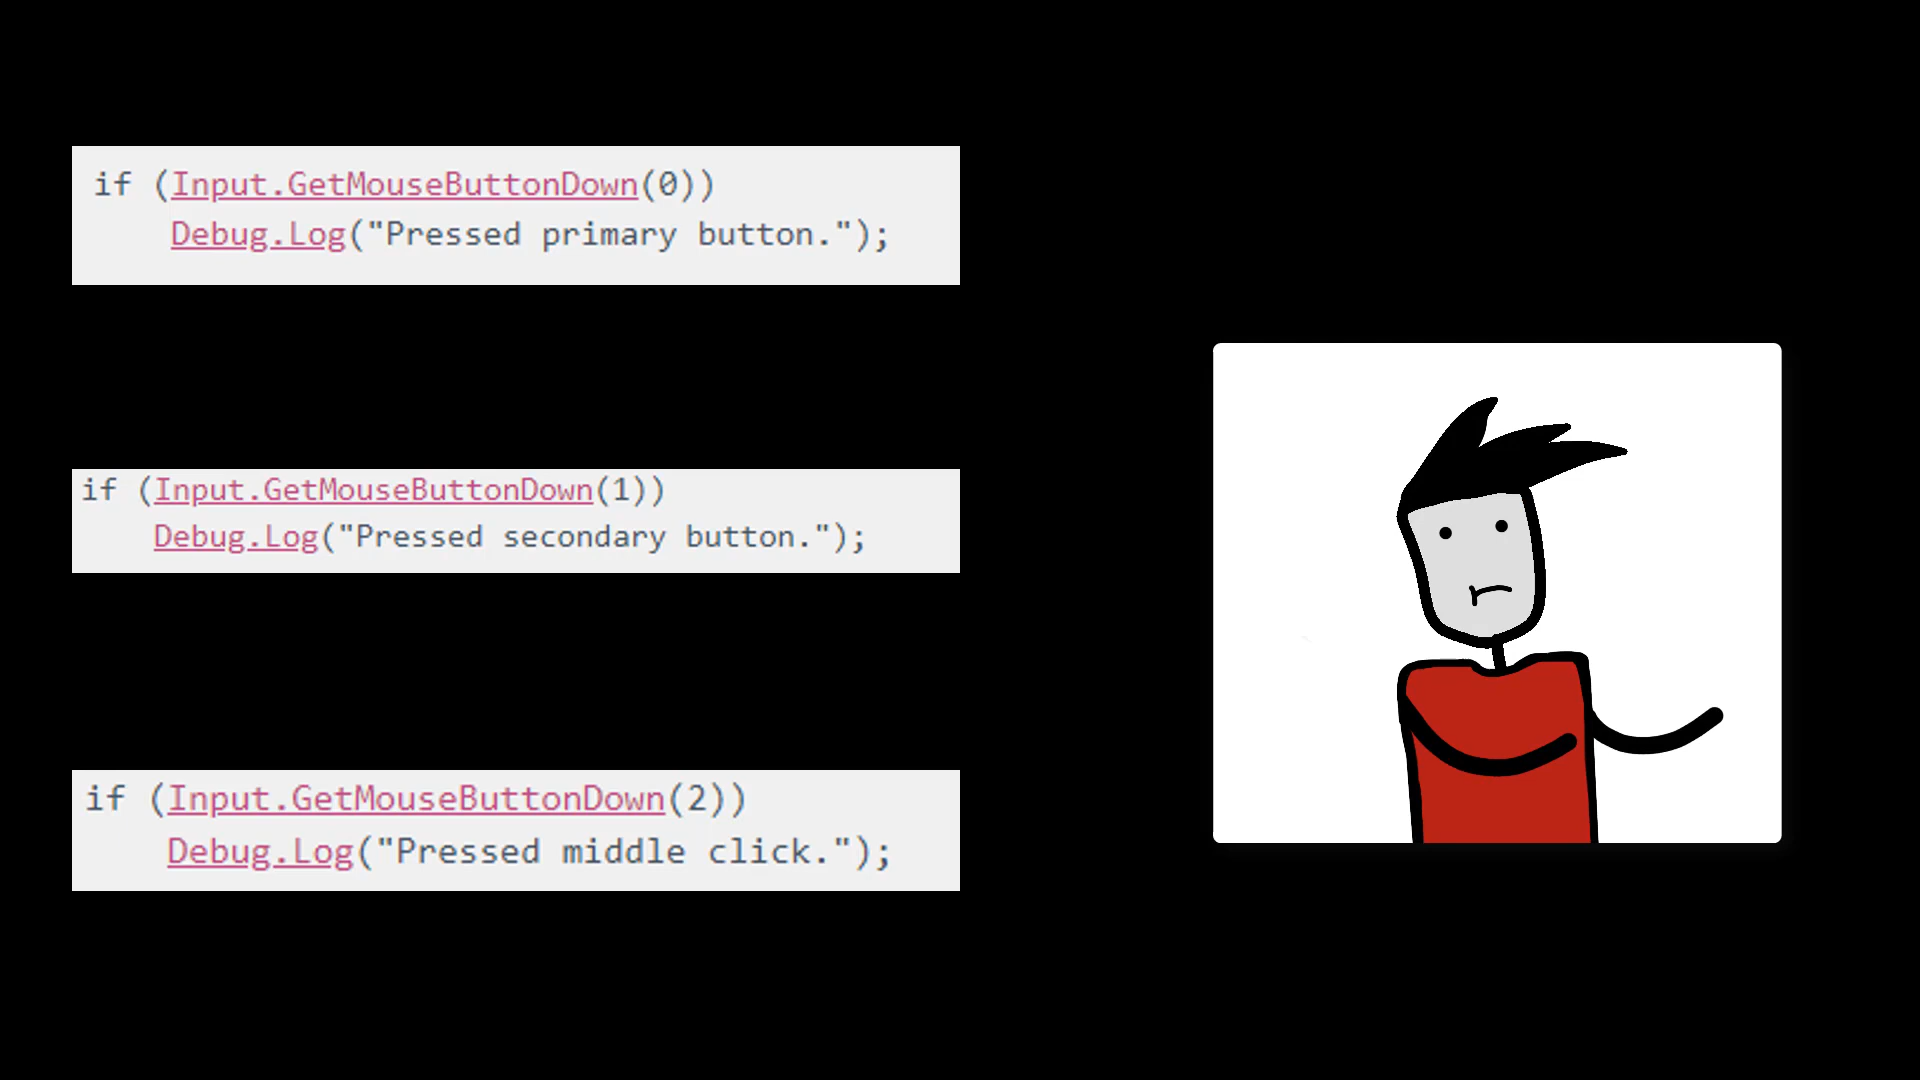 if (Input.GetMouseButtonDown(0))
Debug.Log("Pressed primary button.");
if (Input.GetMouseButtonDown(1))
Debug.Log("Pressed secondary button.");
if (Input.GetMouseButtonDown(2))
Debug.Log("Pressed middle click.");